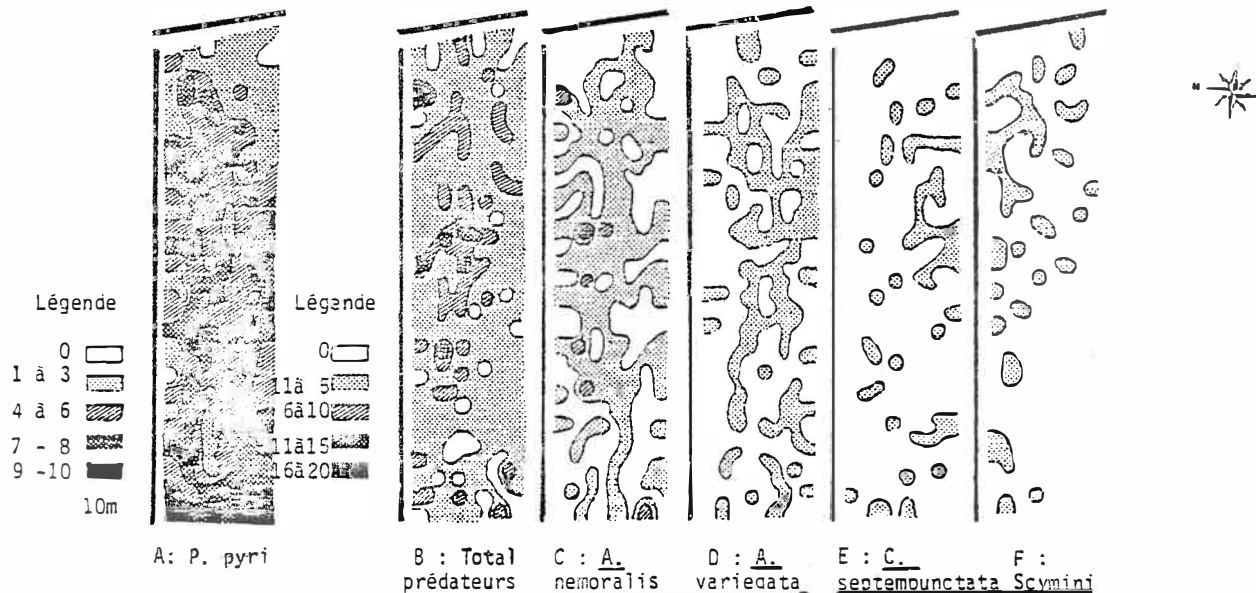 Légende
0
1 à 3
4 à 6
7 - 8
9 -10
10m
Légende
0
11à 5
6à10
11à15
16à20
N
A: P. pyri
B : Total
prédateurs
C : A.
nemoralis
D : A.
variegata
E : C.
septempunctata
F :
Scymini